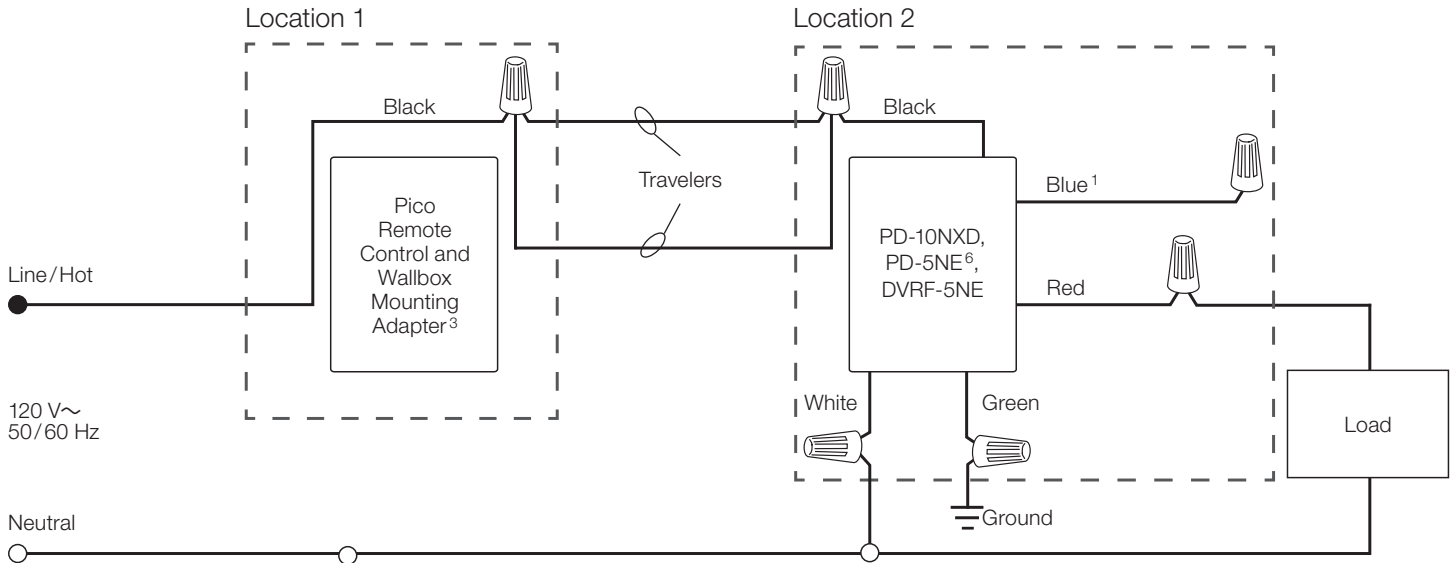 Location 1
Location 2
Black
Black
Travelers
Blue 1
Pico
Remote
Control and
Wallbox
Mounting
Adapter 3
PD-10NXD,
PD-5NE 6,
DVRF-5NE
Line/Hot
Red
120 V~
50/60 Hz
White
Green
Load
Neutral
Ground